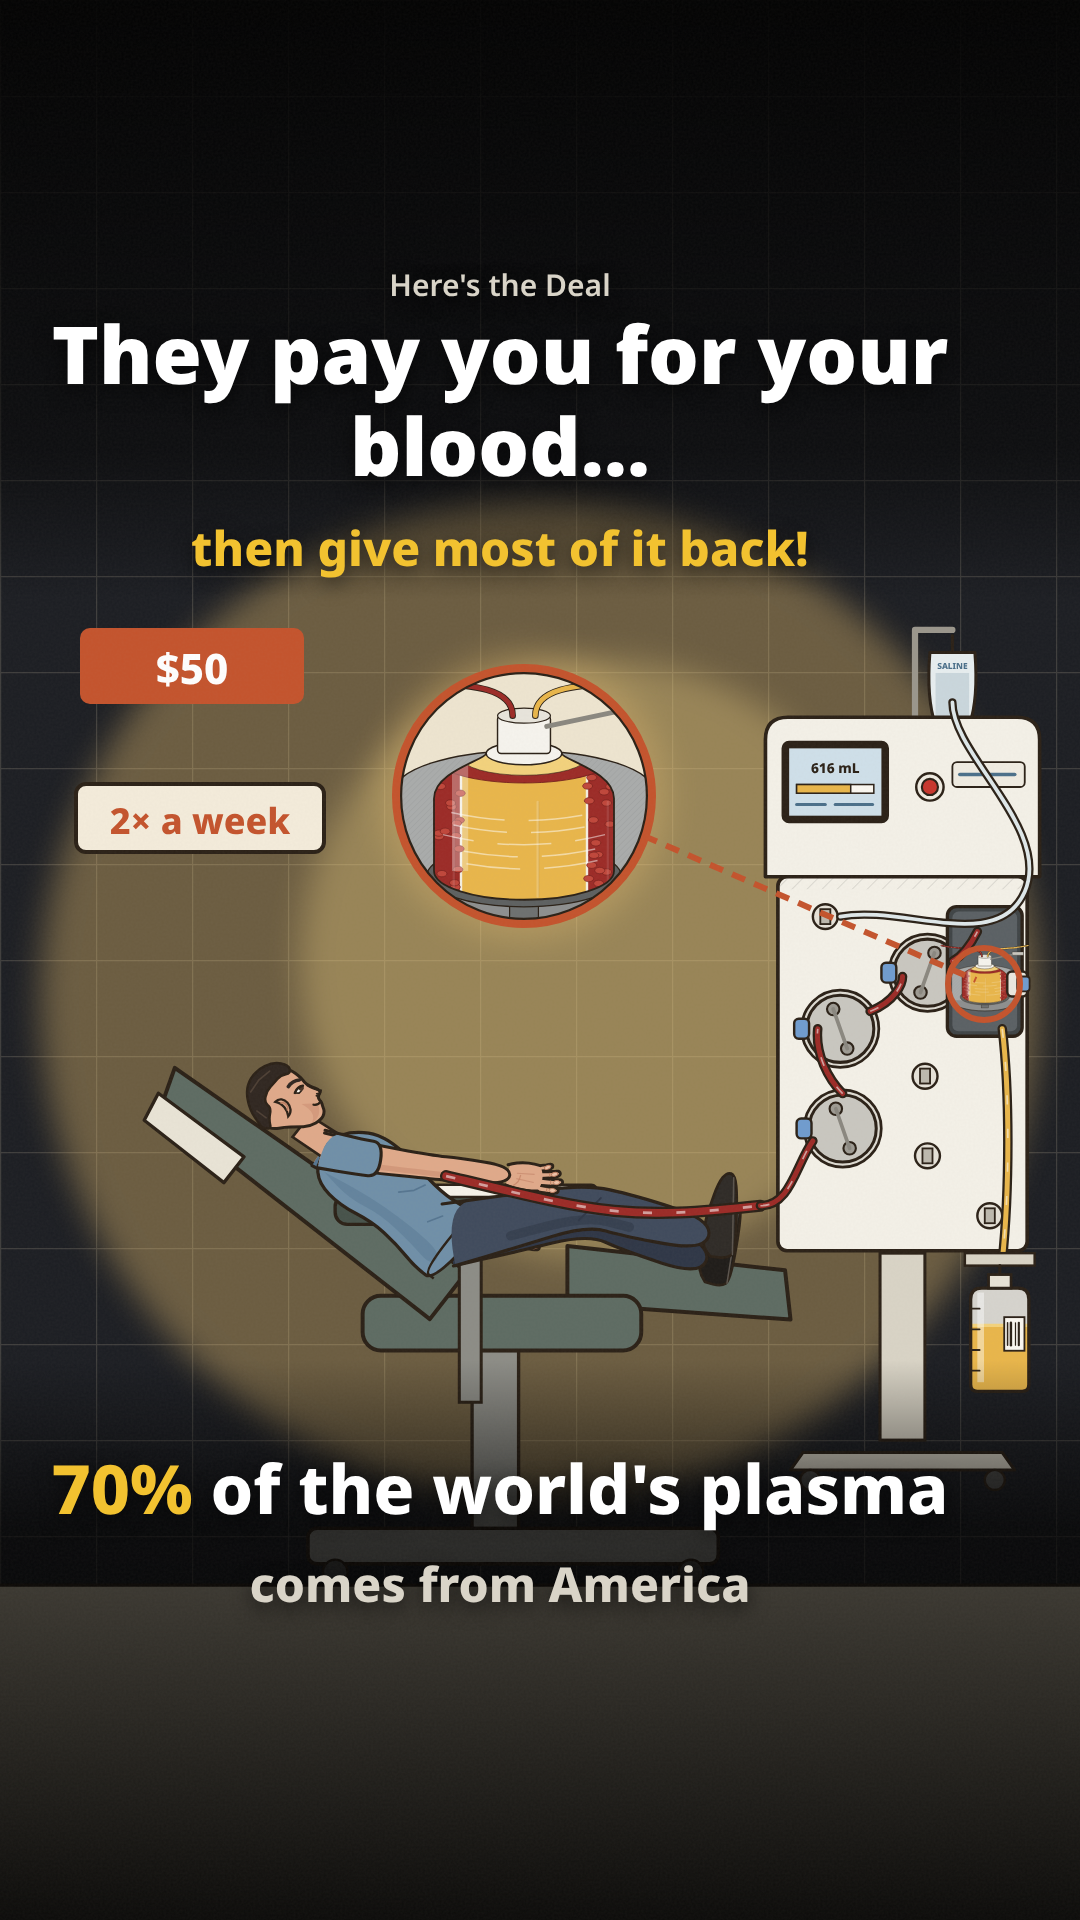 Here's the Deal
They pay you for your
blood...
then give most of it back!
$50
SALINE
616 mL
2× a week
70% of the world's plasma
comes from America